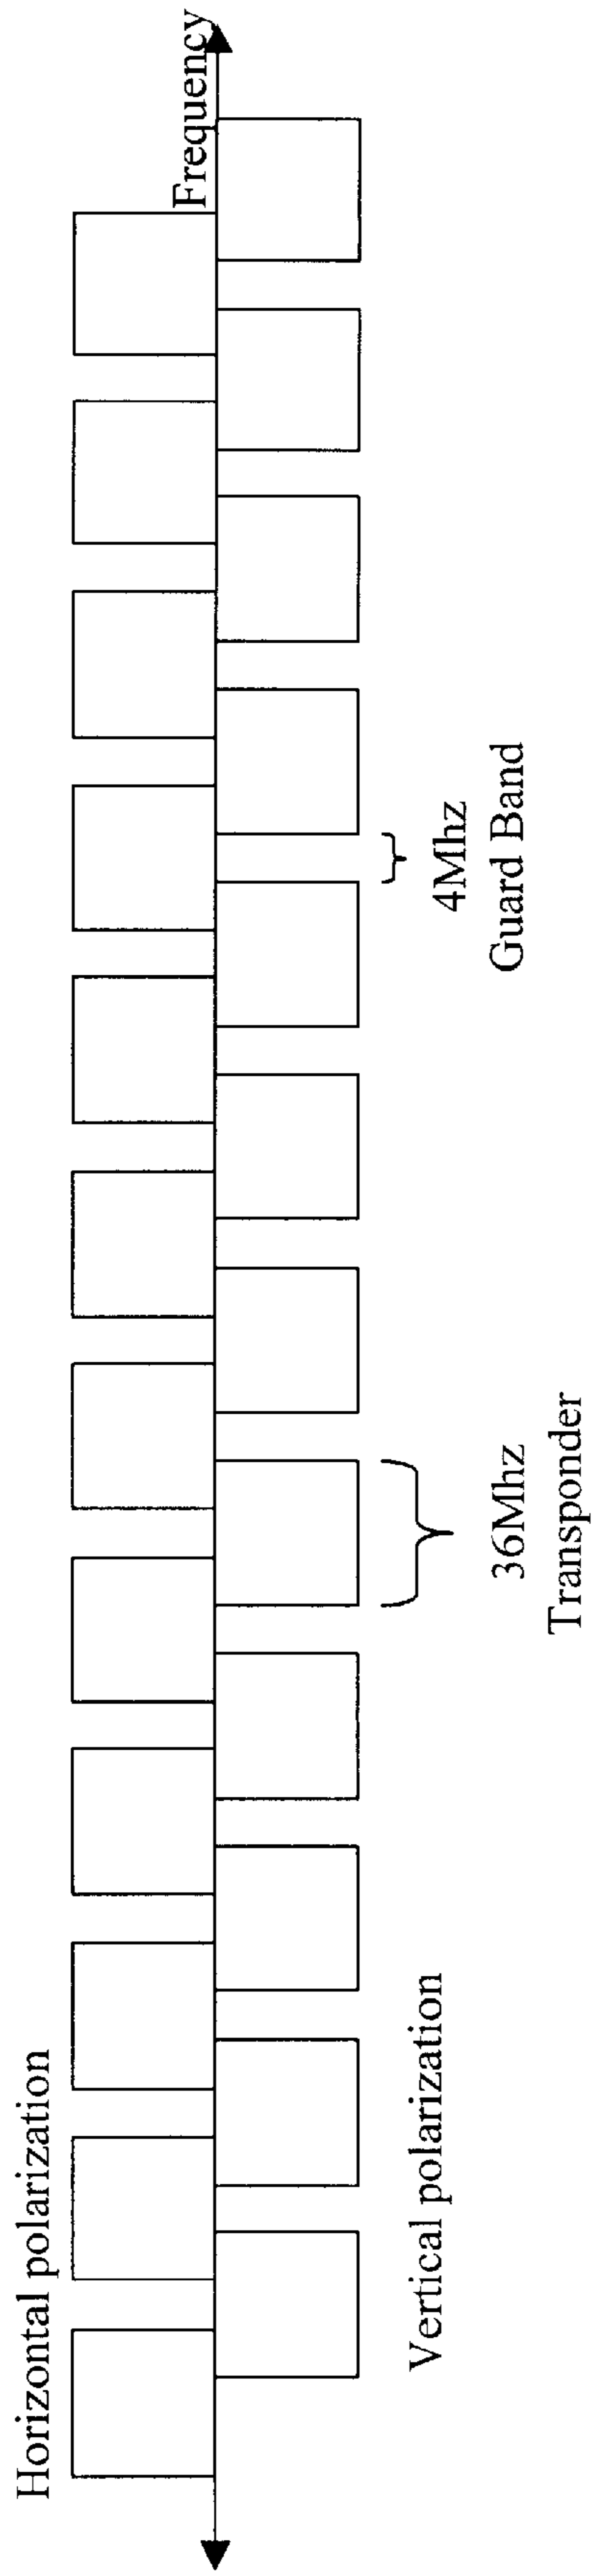 Horizontal polarization
Frequency
Vertical polarization
36Mhz
Transponder
4Mhz
Guard Band